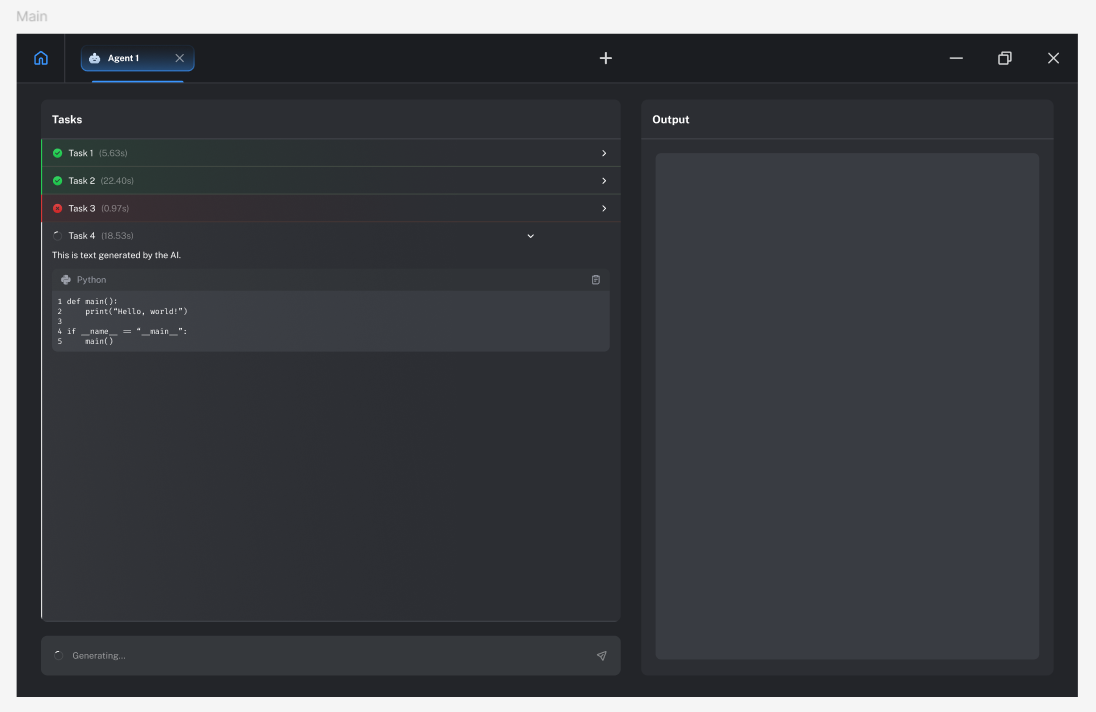 Main
Agent 1
Tasks
Task 1 (5.63s)
Task 2 (22.40s)
Task 3 (0.97s)
Task 4 (18.53s)
This is text generated by the AI.
Python
1 def main():
2     print(“Hello, world!”)
3
4 if __name__ == “__main__”:
5     main()
Generating...
Output